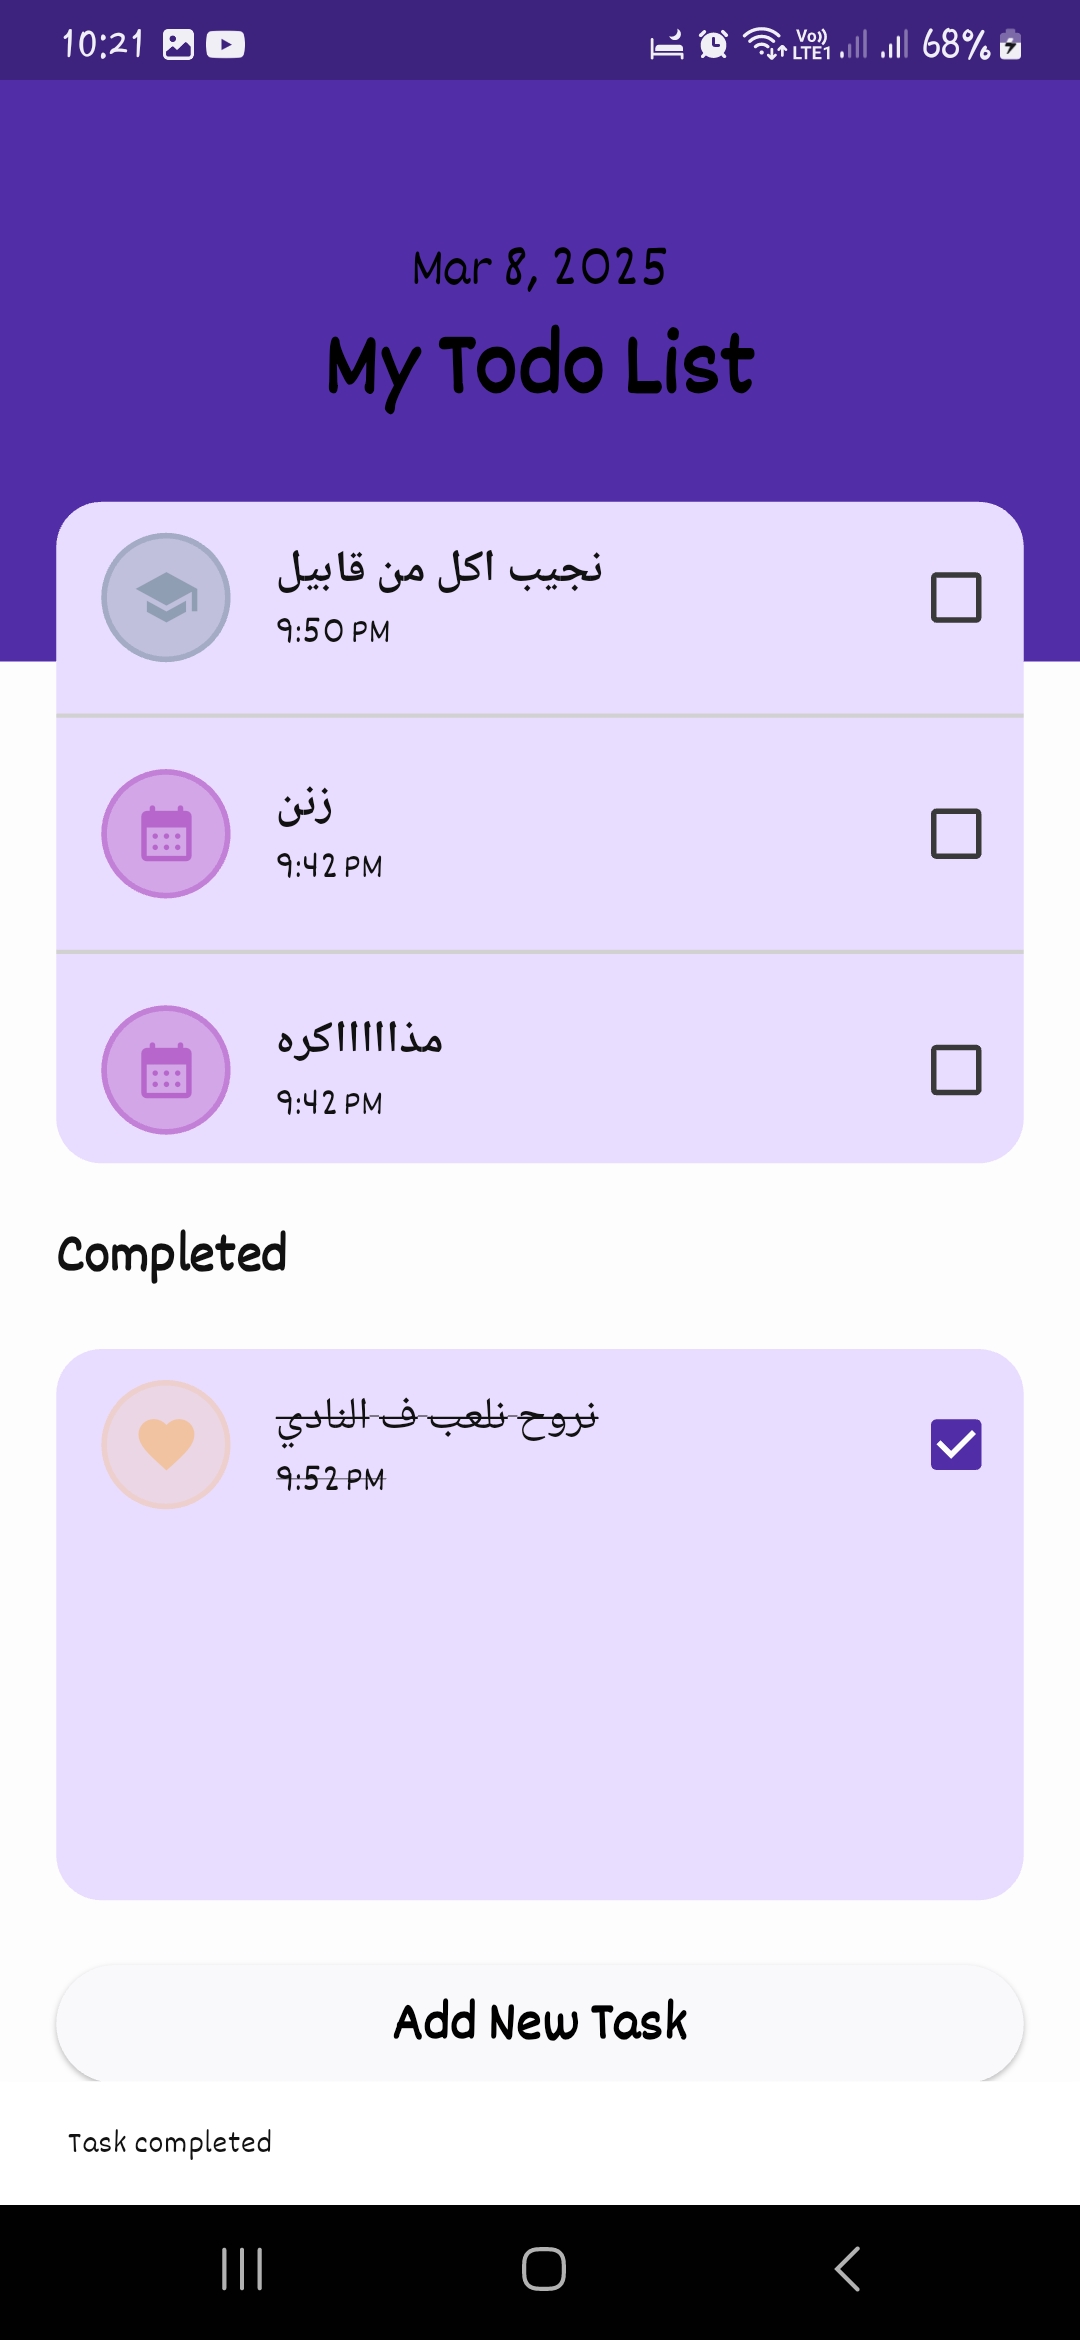 10:21
Vo)) LTE1 68%
Mar 8, 2025
My Todo List
نجيب اكل من قابيل
9:50 PM
زنن
9:42 PM
مذااااااكره
9:42 PM
Completed
نروح نلعب ف النادي
9:52 PM
Add New Task
Task completed